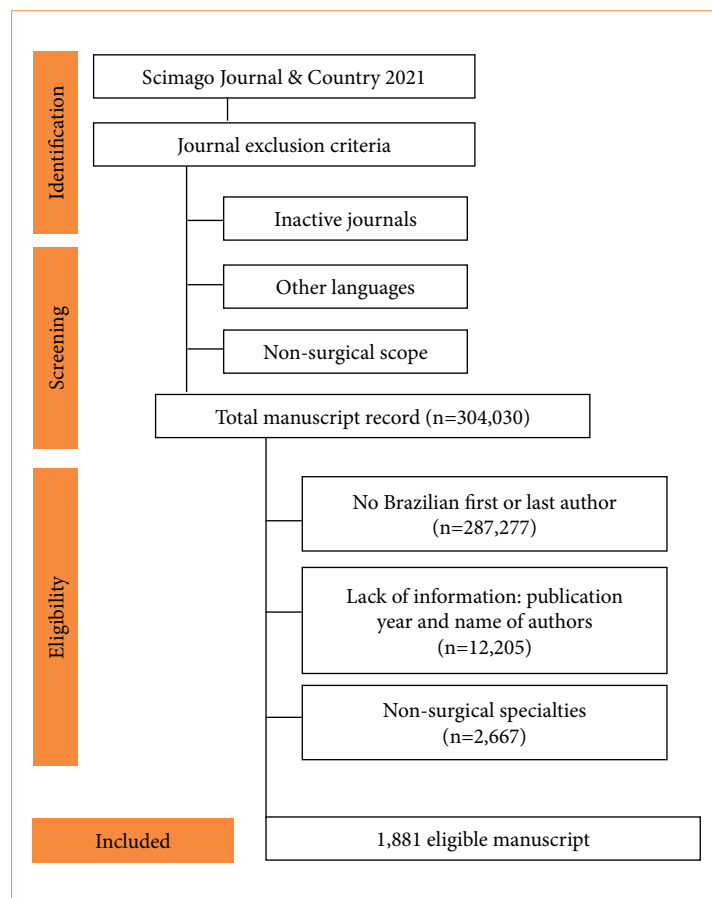 Identification
Scimago Journal & Country 2021
Journal exclusion criteria
Inactive journals
Screening
Other languages
Non-surgical scope
Total manuscript record (n=304,030)
Eligibility
No Brazilian first or last author
(n=287,277)
Lack of information: publication
year and name of authors
(n=12,205)
Non-surgical specialties
(n=2,667)
Included
1,881 eligible manuscript